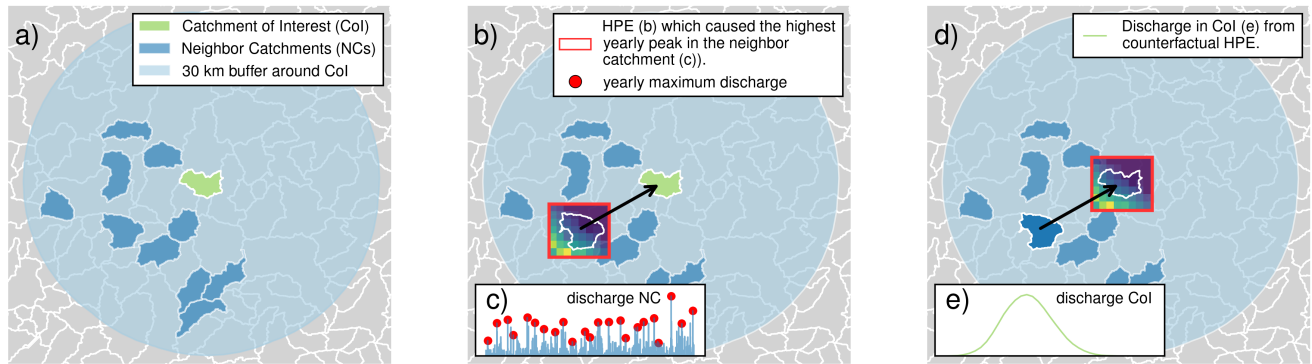 a)
Catchment of Interest (CoI)
Neighbor Catchments (NCs)
30 km buffer around CoI
b)
HPE (b) which caused the highest
yearly peak in the neighbor
catchment (c)).
yearly maximum discharge
c)
discharge NC
d)
Discharge in CoI (e) from
counterfactual HPE.
e)
discharge CoI